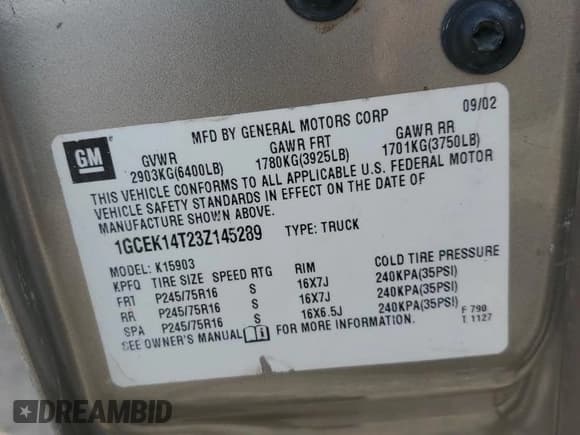 09/02
MFD BY GENERAL MOTORS CORP
GM
GVWR GAWR FRT GAWR RR
2903KG(6400LB) 1780KG(3925LB) 1701KG(3750LB)
THIS VEHICLE CONFORMS TO ALL APPLICABLE U.S. FEDERAL MOTOR
VEHICLE SAFETY STANDARDS IN EFFECT ON THE DATE OF
MANUFACTURE SHOWN ABOVE.
1GCEK14T23Z145289 TYPE: TRUCK
MODEL: K15903
KPFQ TIRE SIZE SPEED RTG RIM COLD TIRE PRESSURE
FRT P245/75R16 S 16X7J 240KPA(35PSI)
RR P245/75R16 S 16X7J 240KPA(35PSI)
SPA P245/75R16 S 16X6.5J 240KPA(35PSI)
SEE OWNER'S MANUAL FOR MORE INFORMATION. F 790
T 1127
DREAMBID